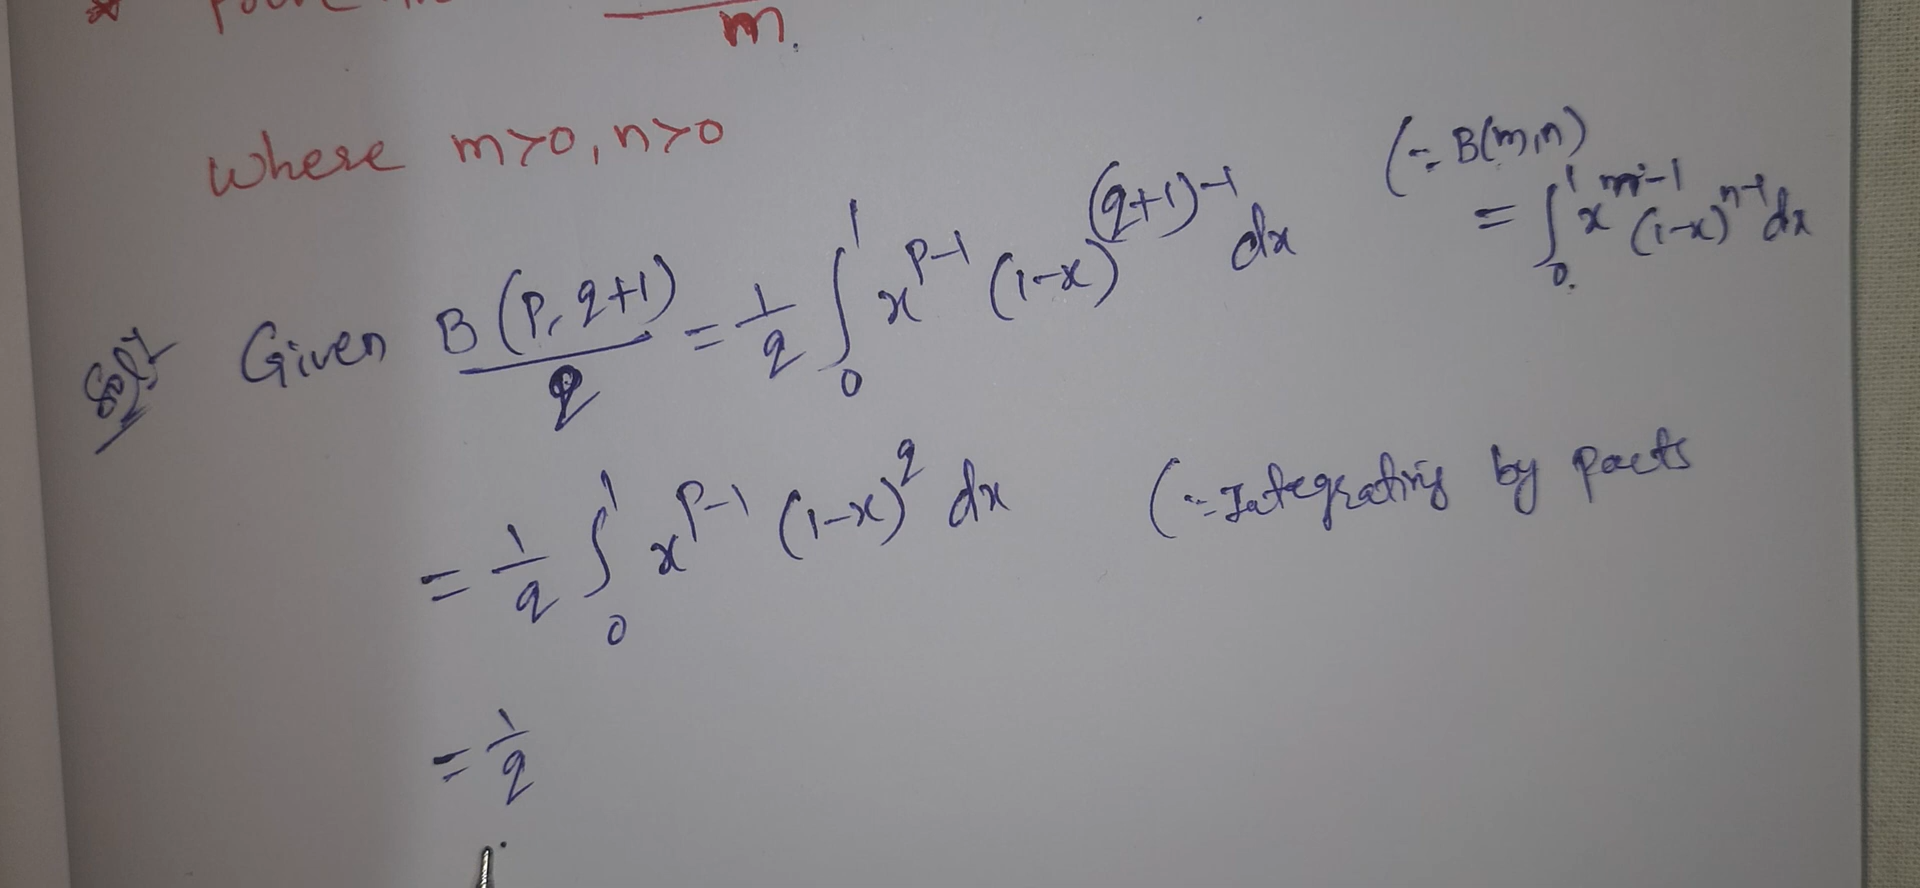 m.
where m>0, n>0
(∵ B(m,n)
= ∫₀¹ x^(m-1) (1-x)^(n-1) dx
Sol: Given B(P, q+1)/q = 1/q ∫₀¹ x^(P-1) (1-x)^((q+1)-1) dx
= 1/q ∫₀¹ x^(P-1) (1-x)^q dx (∵ Integrating by parts
= 1/q